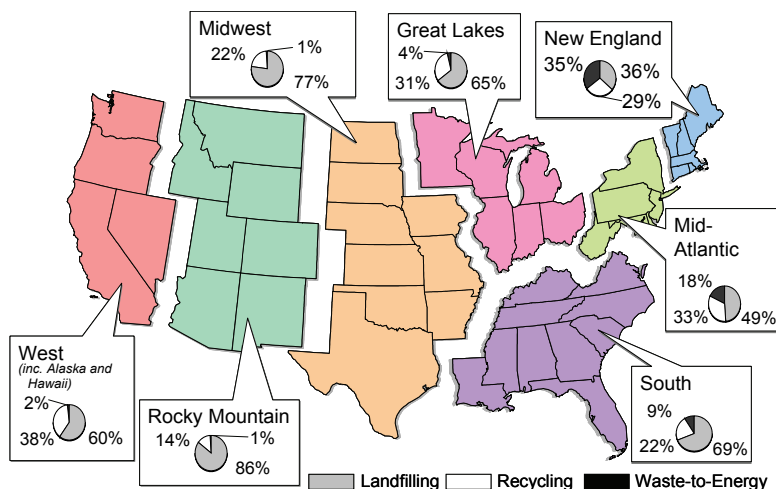 Midwest
22%
1%
77%
Great Lakes
4%
31%
65%
New England
35%
36%
29%
Mid-
Atlantic
18%
33%
49%
West
(inc. Alaska and
Hawaii)
2%
38%
60%
Rocky Mountain
14%
1%
86%
South
9%
22%
69%
Landfilling Recycling Waste-to-Energy